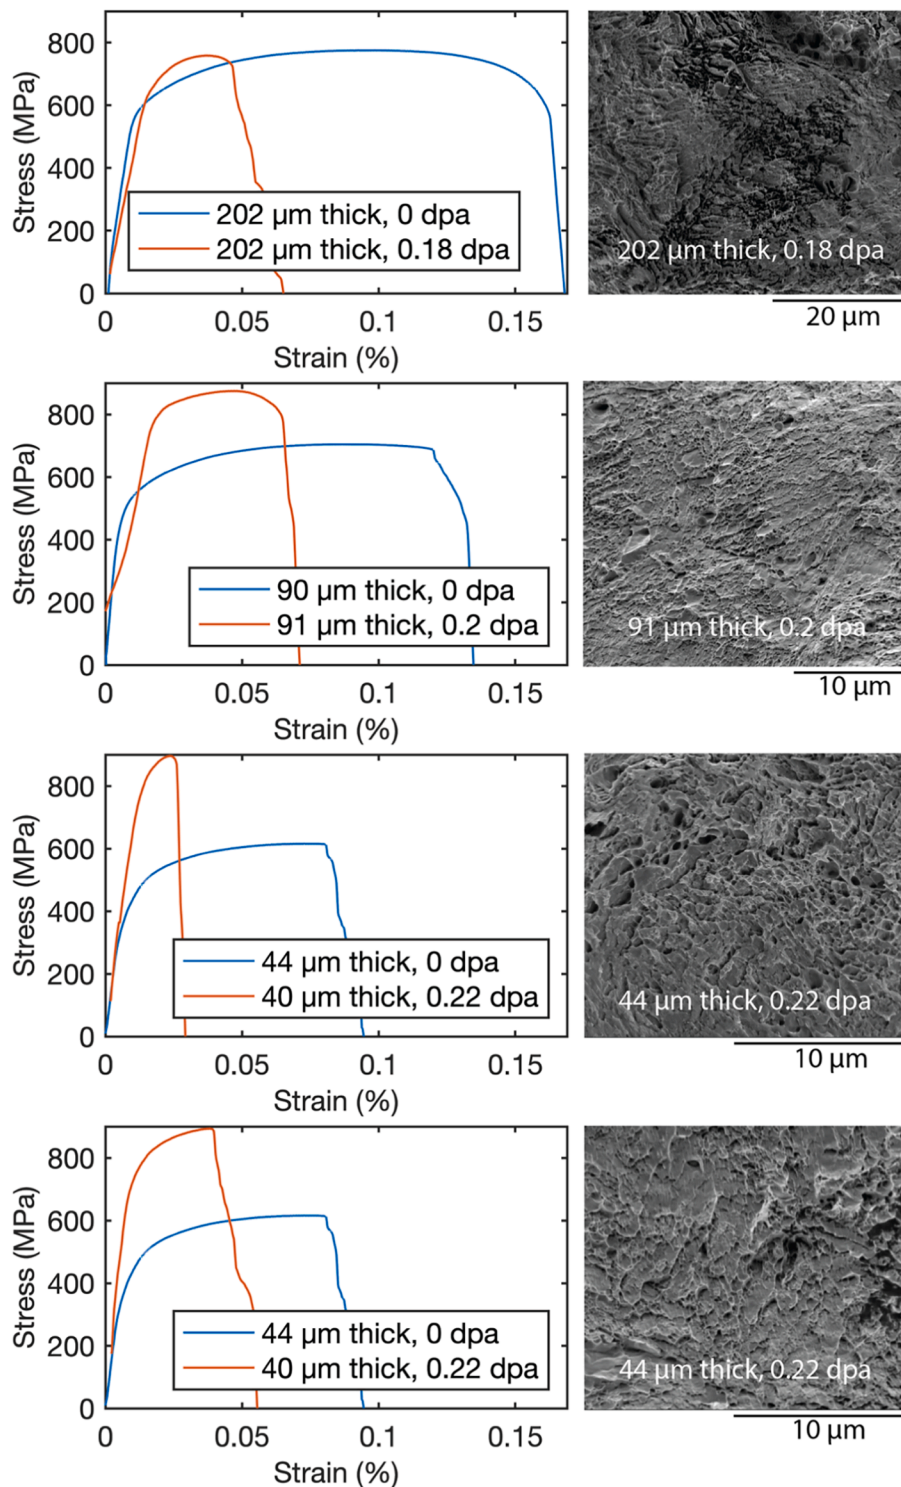 800
600
400
200
0
Stress (MPa)
202 µm thick, 0 dpa
202 µm thick, 0.18 dpa
0 0.05 0.1 0.15
Strain (%)
202 µm thick, 0.18 dpa
20 µm
800
600
400
200
0
Stress (MPa)
90 µm thick, 0 dpa
91 µm thick, 0.2 dpa
0 0.05 0.1 0.15
Strain (%)
91 µm thick, 0.2 dpa
10 µm
800
600
400
200
0
Stress (MPa)
44 µm thick, 0 dpa
40 µm thick, 0.22 dpa
0 0.05 0.1 0.15
Strain (%)
44 µm thick, 0.22 dpa
10 µm
800
600
400
200
0
Stress (MPa)
44 µm thick, 0 dpa
40 µm thick, 0.22 dpa
0 0.05 0.1 0.15
Strain (%)
44 µm thick, 0.22 dpa
10 µm